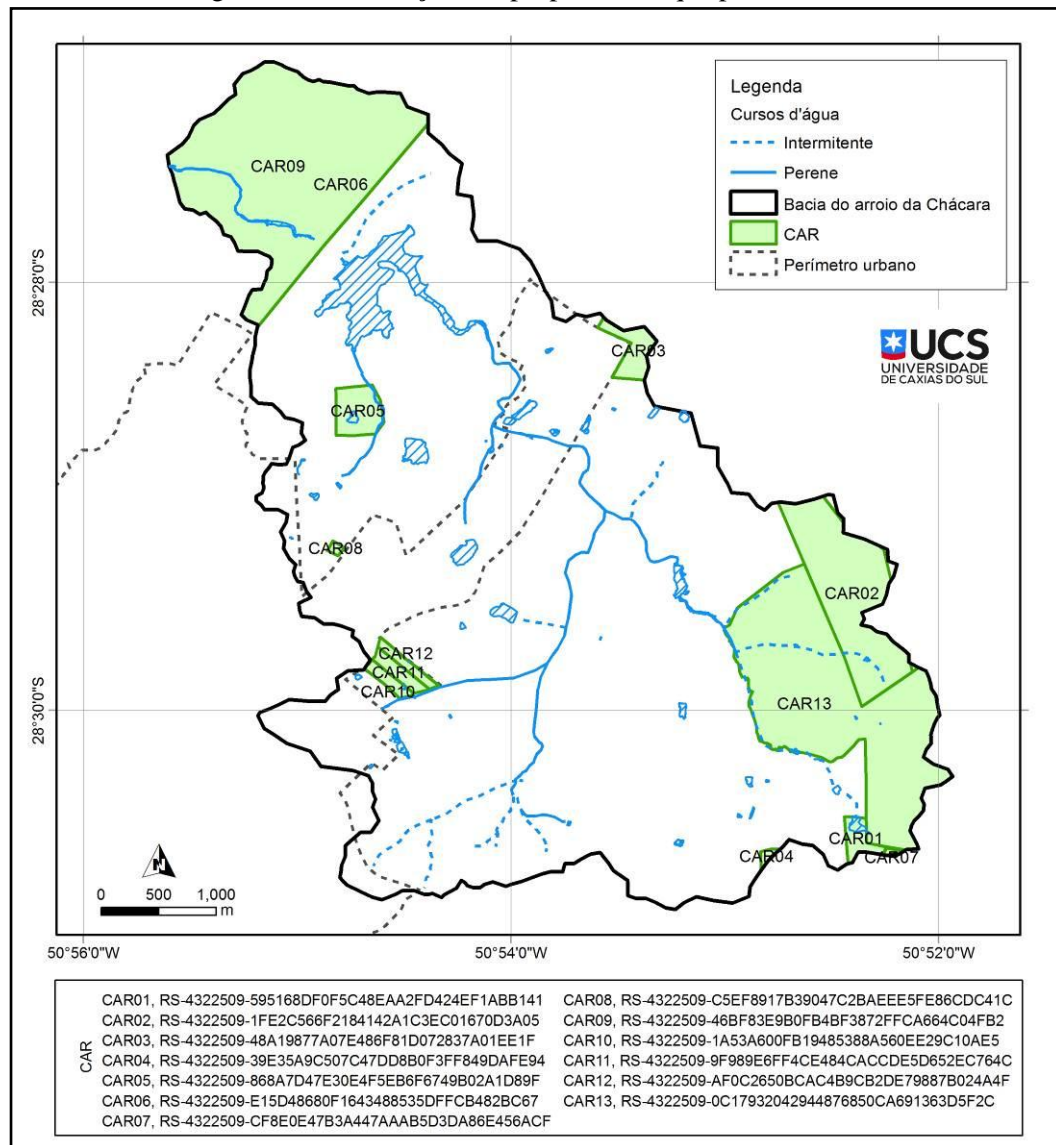 Legenda
Cursos d'água
Intermitente
Perene
Bacia do arroio da Chácara
CAR
Perímetro urbano
UCS
UNIVERSIDADE
DE CAXIAS DO SUL
CAR09
CAR06
CAR03
CAR05
CAR08
CAR02
CAR12
CAR11
CAR10
CAR13
CAR01
CAR04
CAR07
28°28'0"S
28°30'0"S
N
0 500 1,000
m
50°56'0"W 50°54'0"W 50°52'0"W
CAR
CAR01, RS-4322509-595168DF0F5C48EAA2FD424EF1ABB141
CAR02, RS-4322509-1FE2C566F2184142A1C3EC01670D3A05
CAR03, RS-4322509-48A19877A07E486F81D072837A01EE1F
CAR04, RS-4322509-39E35A9C507C47DD8B0F3FF849DAFE94
CAR05, RS-4322509-868A7D47E30E4F5EB6F6749B02A1D89F
CAR06, RS-4322509-E15D48680F1643488535DFFCB482BC67
CAR07, RS-4322509-CF8E0E47B3A447AAAB5D3DA86E456ACF
CAR08, RS-4322509-C5EF8917B39047C2BAEEE5FE86CDC41C
CAR09, RS-4322509-46BF83E9B0FB4BF3872FFCA664C04FB2
CAR10, RS-4322509-1A53A600FB19485388A560EE29C10AE5
CAR11, RS-4322509-9F989E6FF4CE484CACCDE5D652EC764C
CAR12, RS-4322509-AF0C2650BCAC4B9CB2DE79887B024A4F
CAR13, RS-4322509-0C17932042944876850CA691363D5F2C